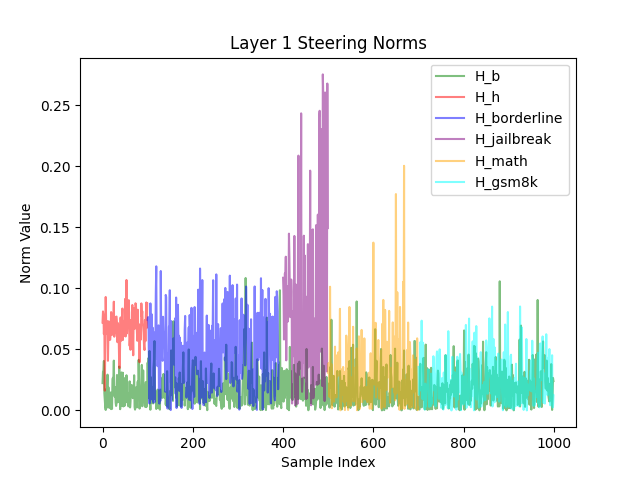 Layer 1 Steering Norms
H_b
H_h
H_borderline
H_jailbreak
H_math
H_gsm8k
Norm Value
0.25
0.20
0.15
0.10
0.05
0.00
0 200 400 600 800 1000
Sample Index